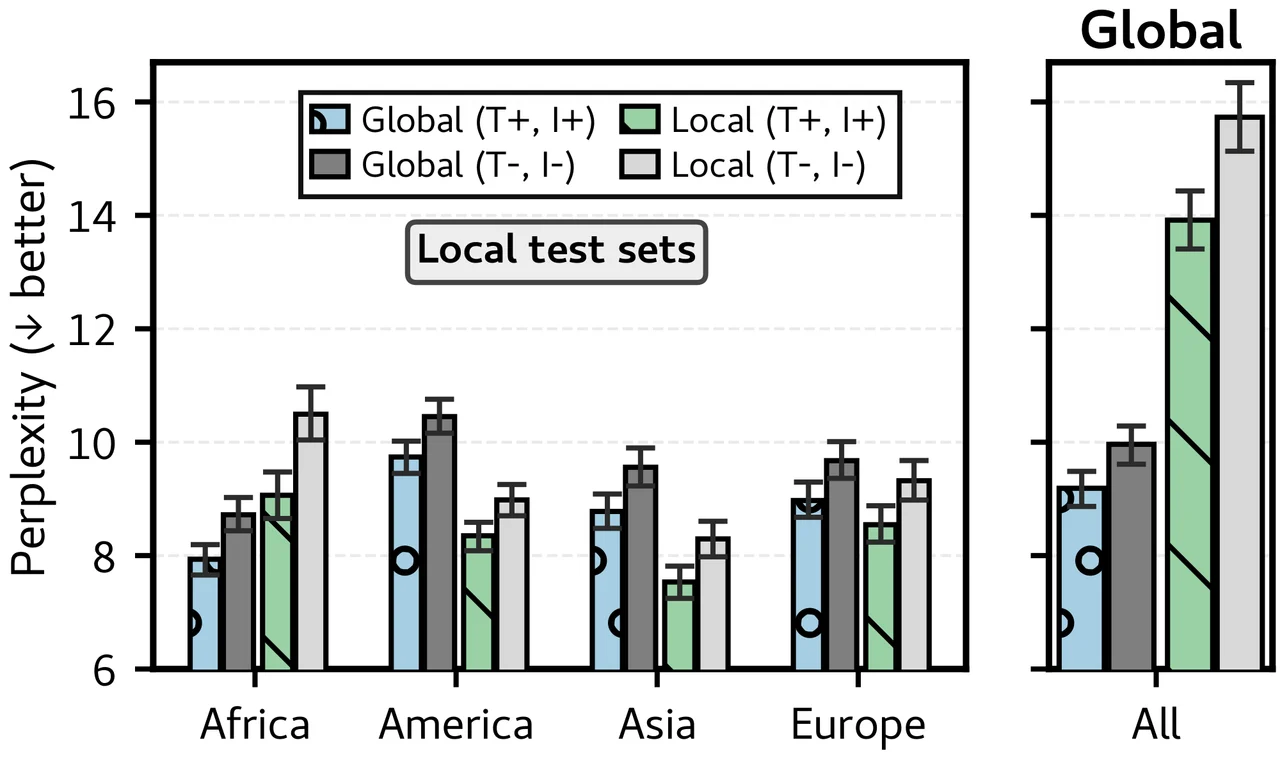 Global
16
14
12
10
8
6
Perplexity (↓ better)
Global (T+, I+)
Local (T+, I+)
Global (T-, I-)
Local (T-, I-)
Local test sets
Africa
America
Asia
Europe
All